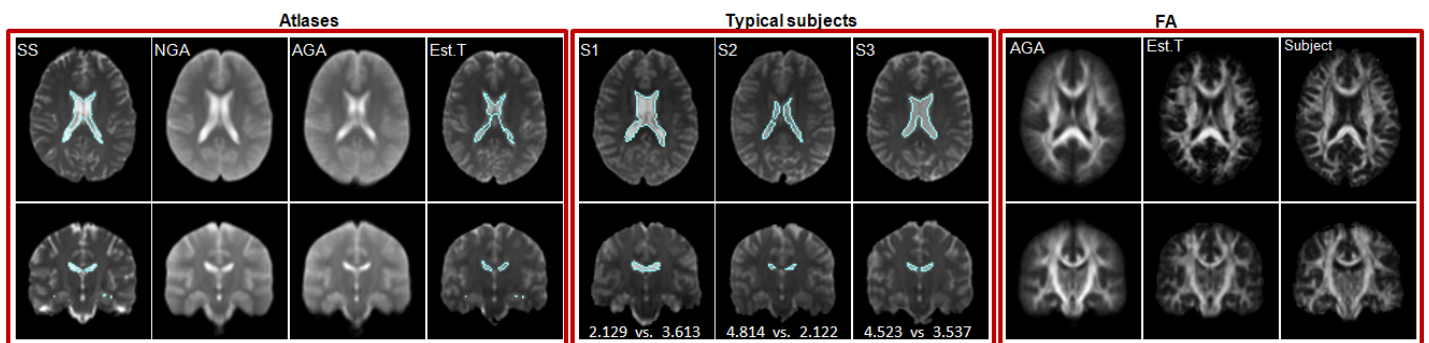 Atlases Typical subjects FA
SS NGA AGA Est.T S1 S2 S3 AGA Est.T Subject
2.129 vs. 3.613 4.814 vs. 2.122 4.523 vs 3.537